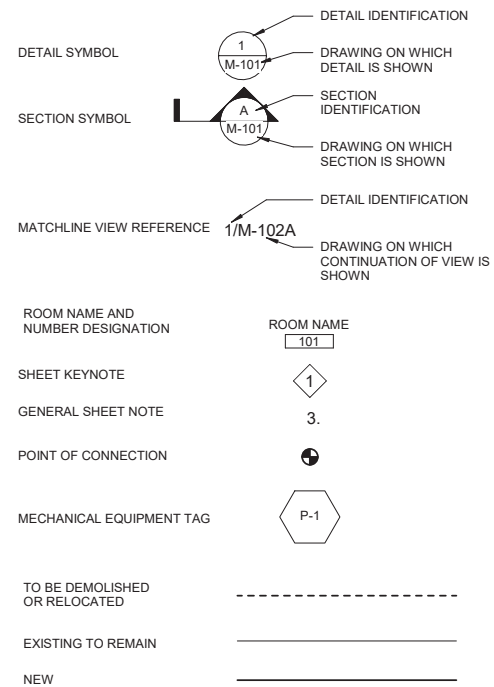 DETAIL IDENTIFICATION
DETAIL SYMBOL
1
M-101
DRAWING ON WHICH
DETAIL IS SHOWN
SECTION SYMBOL
A
M-101
SECTION
IDENTIFICATION
DRAWING ON WHICH
SECTION IS SHOWN
DETAIL IDENTIFICATION
MATCHLINE VIEW REFERENCE
1/M-102A
DRAWING ON WHICH
CONTINUATION OF VIEW IS
SHOWN
ROOM NAME AND
NUMBER DESIGNATION
ROOM NAME
101
SHEET KEYNOTE
1
GENERAL SHEET NOTE
3.
POINT OF CONNECTION
MECHANICAL EQUIPMENT TAG
P-1
TO BE DEMOLISHED
OR RELOCATED
EXISTING TO REMAIN
NEW